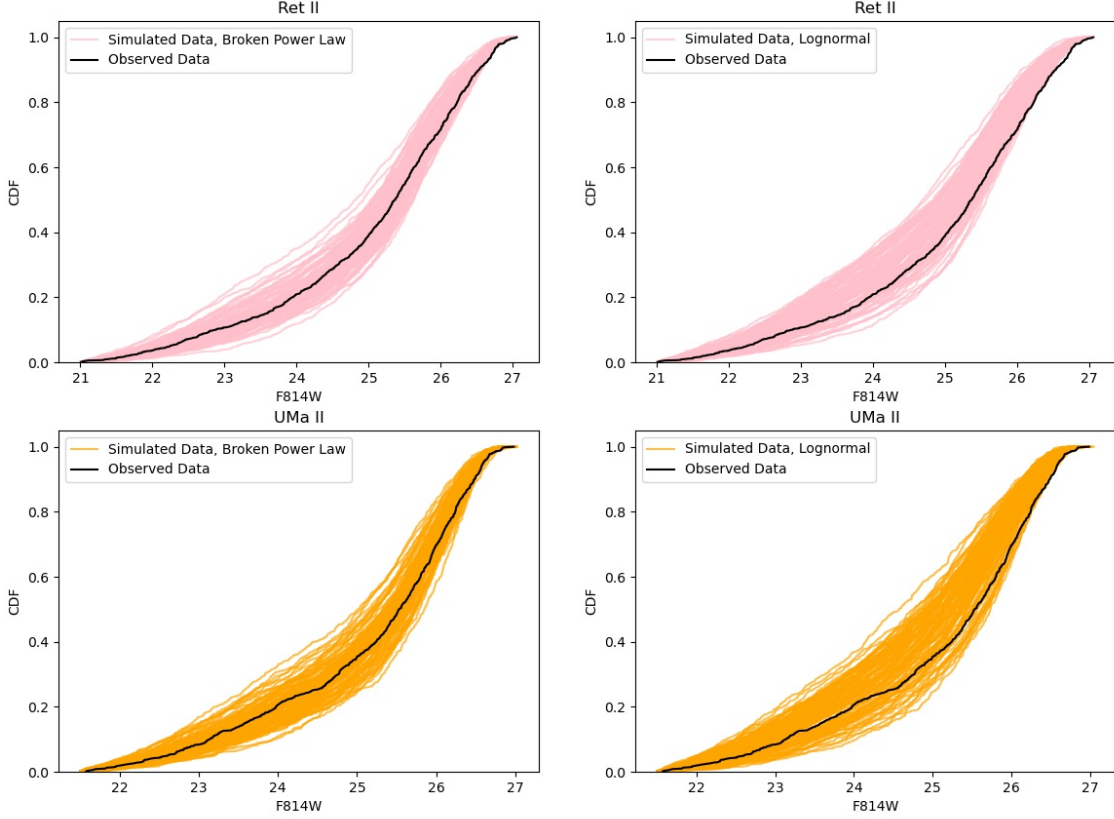 Ret II
Simulated Data, Broken Power Law
Observed Data
1.0
0.8
0.6
0.4
0.2
0.0
CDF
21
22
23
24
25
26
27
F814W
Ret II
Simulated Data, Lognormal
Observed Data
1.0
0.8
0.6
0.4
0.2
0.0
CDF
21
22
23
24
25
26
27
F814W
UMa II
Simulated Data, Broken Power Law
Observed Data
1.0
0.8
0.6
0.4
0.2
0.0
CDF
22
23
24
25
26
27
F814W
UMa II
Simulated Data, Lognormal
Observed Data
1.0
0.8
0.6
0.4
0.2
0.0
CDF
22
23
24
25
26
27
F814W